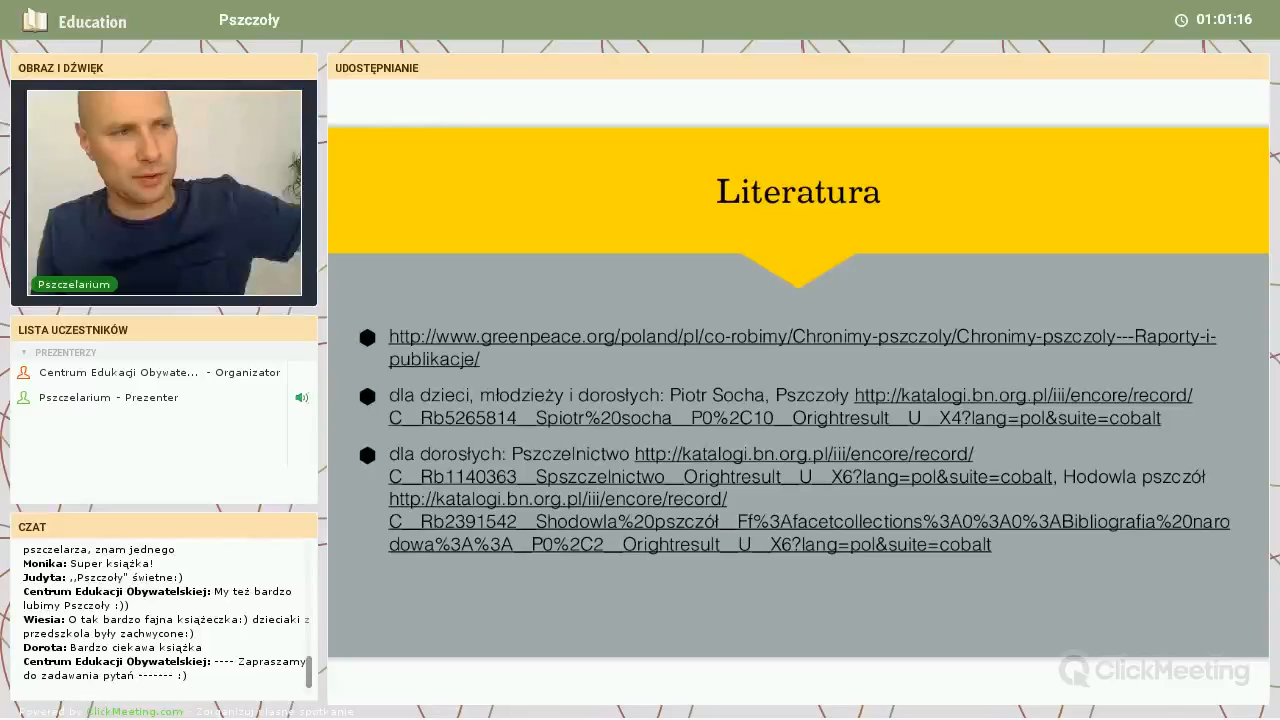 Education
Pszczoły
01:01:16
OBRAZ I DŹWIĘK
Pszczelarium
LISTA UCZESTNIKÓW
PREZENTERZY
Centrum Edukacji Obywate... - Organizator
Pszczelarium - Prezenter
CZAT
pszczelarza, znam jednego
Monika: Super książka!
Judyta: ,,Pszczoły" świetne:)
Centrum Edukacji Obywatelskiej: My też bardzo
lubimy Pszczoły :))
Wiesia: O tak bardzo fajna książeczka:) dzieciaki z
przedszkola były zachwycone:)
Dorota: Bardzo ciekawa książka
Centrum Edukacji Obywatelskiej: ---- Zapraszamy
do zadawania pytań ------- :)
Powered by ClickMeeting.com - Zorganizuj własne spotkanie
UDOSTĘPNIANIE
Literatura
http://www.greenpeace.org/poland/pl/co-robimy/Chronimy-pszczoly/Chronimy-pszczoly---Raporty-i-
publikacje/
dla dzieci, młodzieży i dorosłych: Piotr Socha, Pszczoły http://katalogi.bn.org.pl/iii/encore/record/
C__Rb5265814__Spiotr%20socha__P0%2C10__Orightresult__U__X4?lang=pol&suite=cobalt
dla dorosłych: Pszczelnictwo http://katalogi.bn.org.pl/iii/encore/record/
C__Rb1140363__Spszczelnictwo__Orightresult__U__X6?lang=pol&suite=cobalt, Hodowla pszczół
http://katalogi.bn.org.pl/iii/encore/record/
C__Rb2391542__Shodowla%20pszczół__Ff%3Afacetcollections%3A0%3A0%3ABibliografia%20naro
dowa%3A%3A__P0%2C2__Orightresult__U__X6?lang=pol&suite=cobalt
ClickMeeting